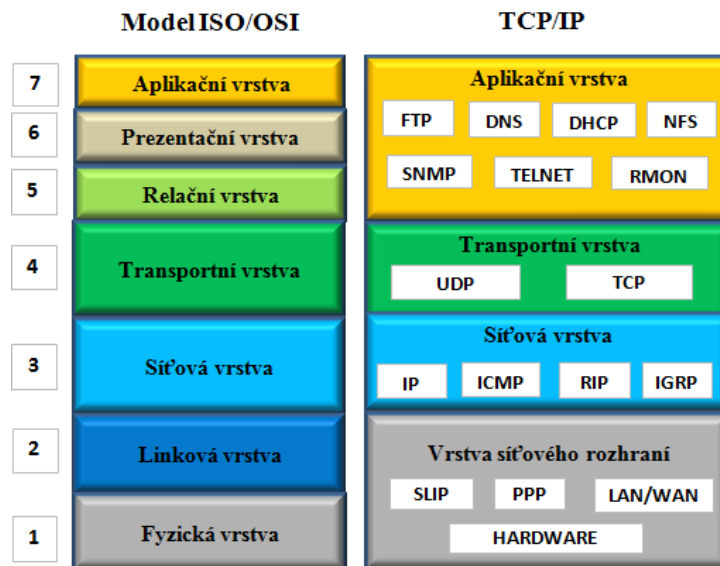 Model ISO/OSI
TCP/IP
7
Aplikační vrstva
6
Prezentační vrstva
5
Relační vrstva
4
Transportní vrstva
3
Síťová vrstva
2
Linková vrstva
1
Fyzická vrstva
Aplikační vrstva
FTP DNS DHCP NFS
SNMP TELNET RMON
Transportní vrstva
UDP TCP
Síťová vrstva
IP ICMP RIP IGRP
Vrstva síťového rozhraní
SLIP PPP LAN/WAN
HARDWARE